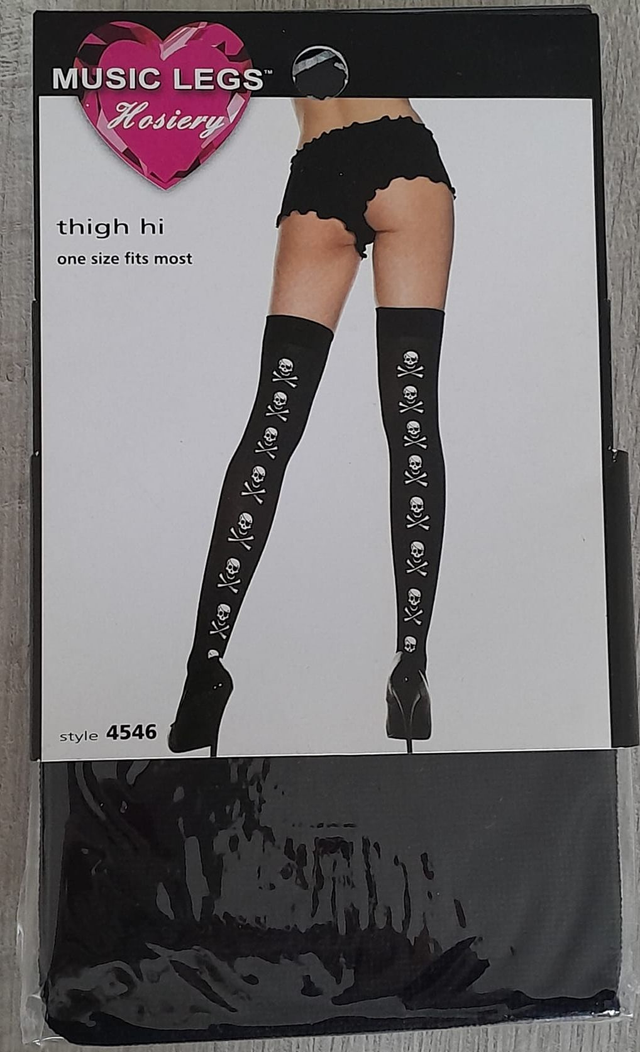 MUSIC LEGS™
Hosiery
thigh hi
one size fits most
style 4546